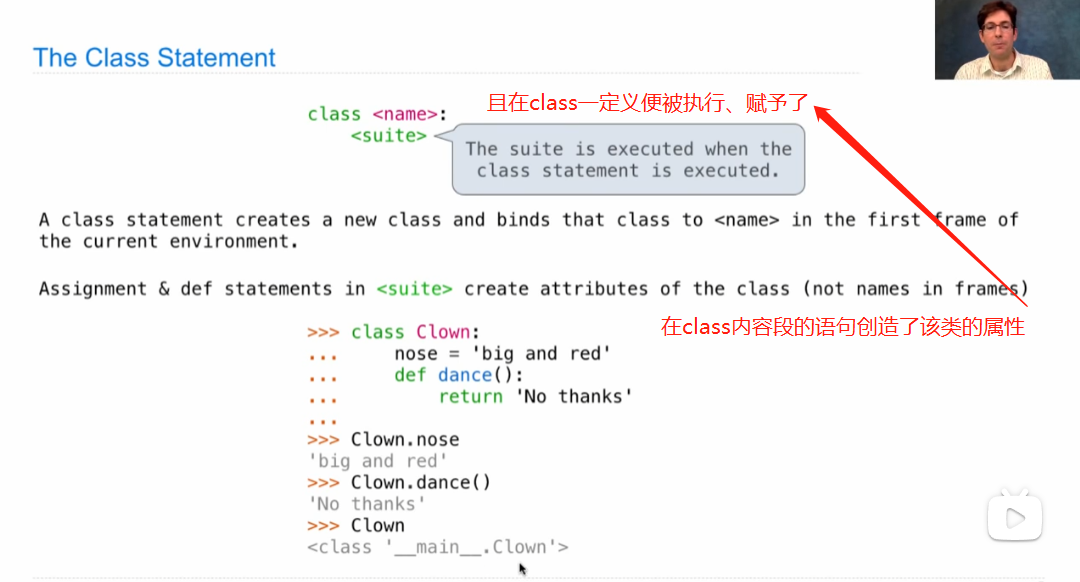 The Class Statement
且在class一定义便被执行、赋予了
class <name>:
<suite>
The suite is executed when the
class statement is executed.
A class statement creates a new class and binds that class to <name> in the first frame of
the current environment.
Assignment & def statements in <suite> create attributes of the class (not names in frames)
在class内容段的语句创造了该类的属性
>>> class Clown:
... nose = 'big and red'
... def dance():
... return 'No thanks'
...
>>> Clown.nose
'big and red'
>>> Clown.dance()
'No thanks'
>>> Clown
<class '__main__.Clown'>